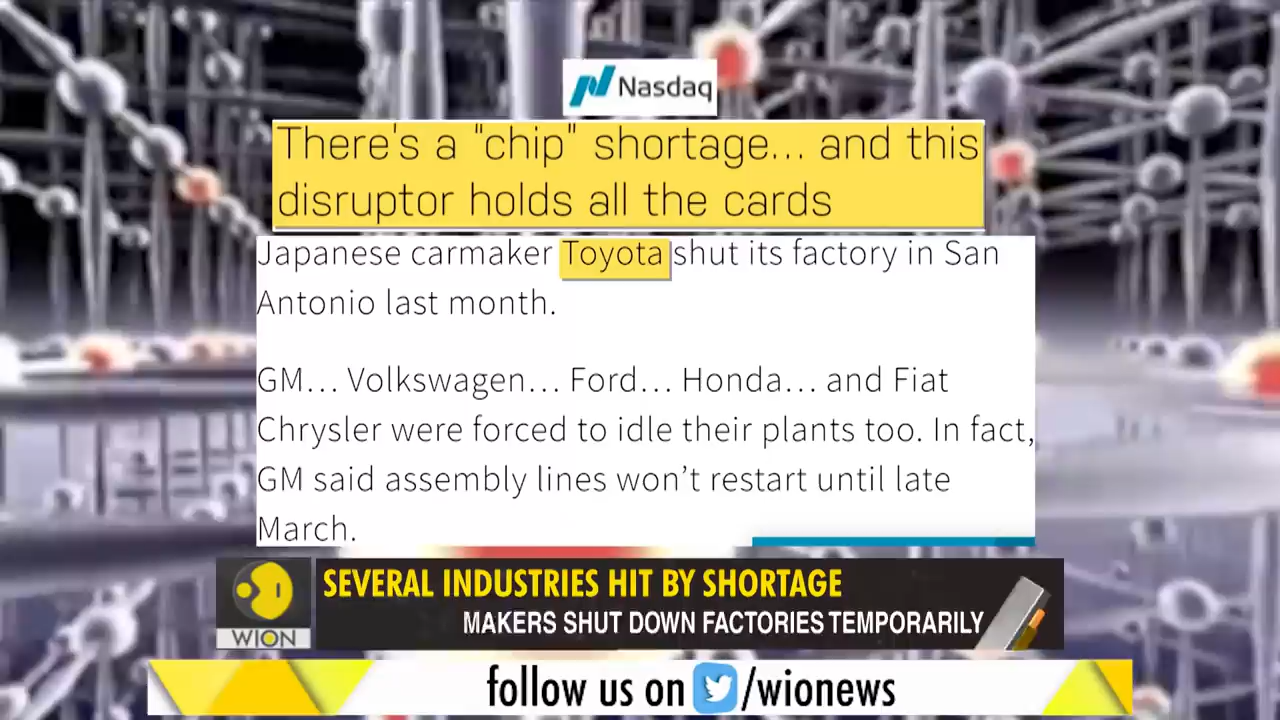 Nasdaq
There's a "chip" shortage... and this
disruptor holds all the cards
Japanese carmaker Toyota shut its factory in San
Antonio last month.
GM... Volkswagen... Ford... Honda... and Fiat
Chrysler were forced to idle their plants too. In fact,
GM said assembly lines won’t restart until late
March.
SEVERAL INDUSTRIES HIT BY SHORTAGE
MAKERS SHUT DOWN FACTORIES TEMPORARILY
WION
follow us on /wionews